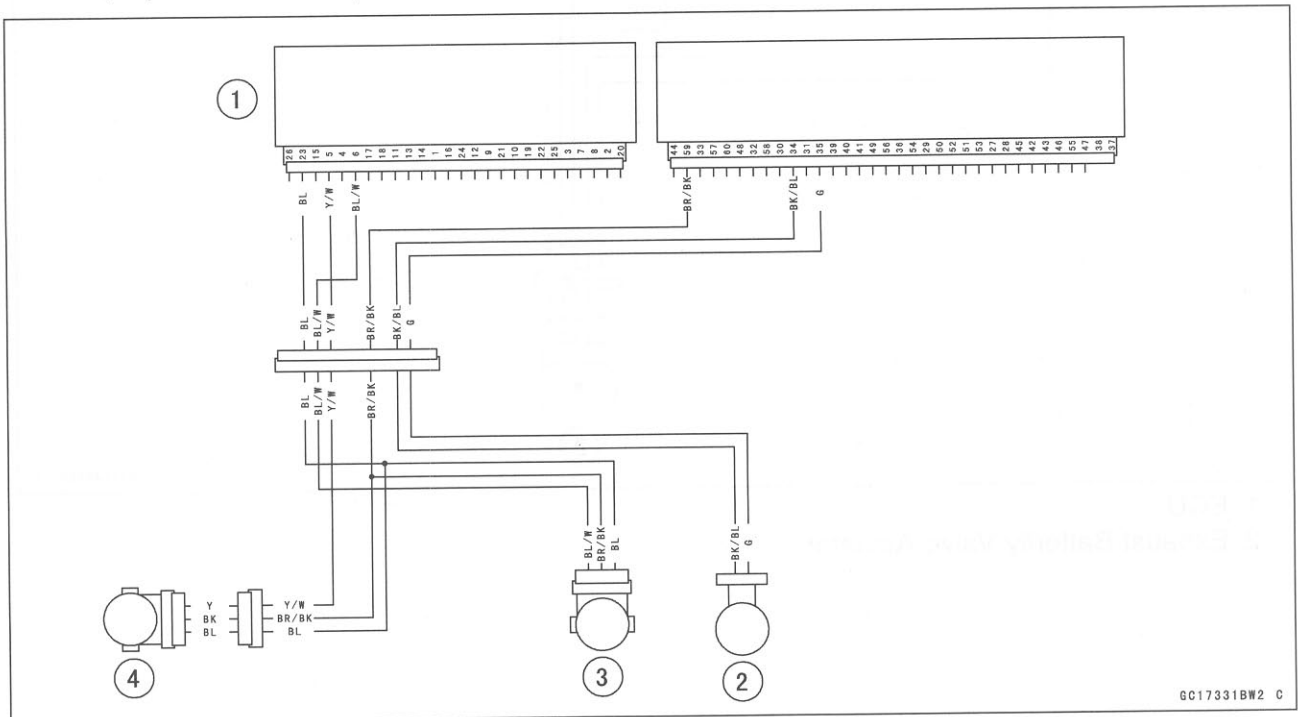 1
26 23 15 5 4 6 17 18 11 13 14 1 16 24 12 9 21 10 19 22 25 3 7 8 2 20
44 59 33 57 60 48 32 58 30 34 31 35 39 40 41 49 56 36 54 29 50 52 51 53 27 28 45 42 43 46 55 47 38 37
BL Y/W BL/W BR/BK BK/BL G
BL BL/W Y/W BR/BK BK/BL G
BL BL/W Y/W BR/BK
BL/W BR/BK BL BK/BL G
Y Y/W
BK BR/BK
BL BL
4 3 2
GC17331BW2 C